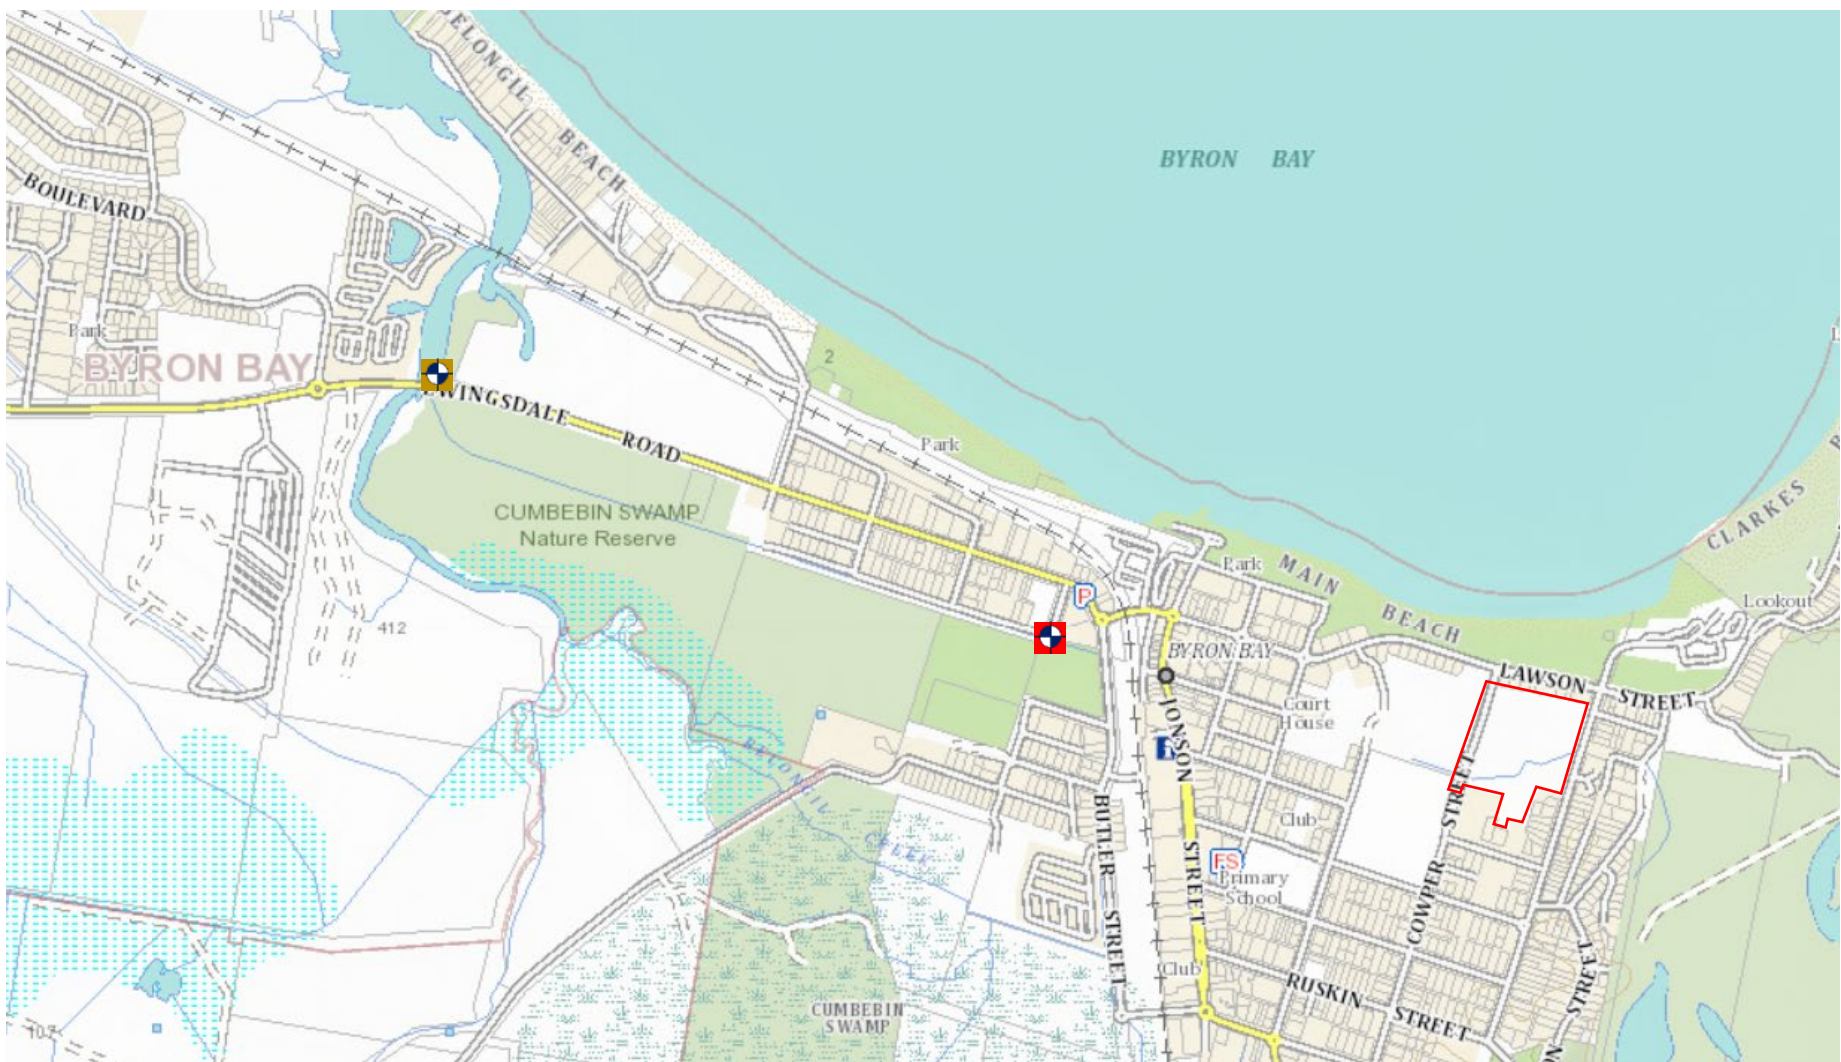 BELONGIL
BEACH
BYRON BAY
BOULEVARD
Park
BYRON BAY
2
EWINGSDALE
ROAD
Park
CLARKES
CUMBEBIN SWAMP
Nature Reserve
MAIN
BEACH
Park
P
Lookout
412
BYRON BAY
LAWSON
STREET
Court
House
JONSON
STREET
BELONGIL
CREEK
i
COWPER
STREET
BUTLER
STREET
Club
FS
Primary
School
Club
RUSKIN
STREET
STREET
CUMBEBIN
SWAMP
107